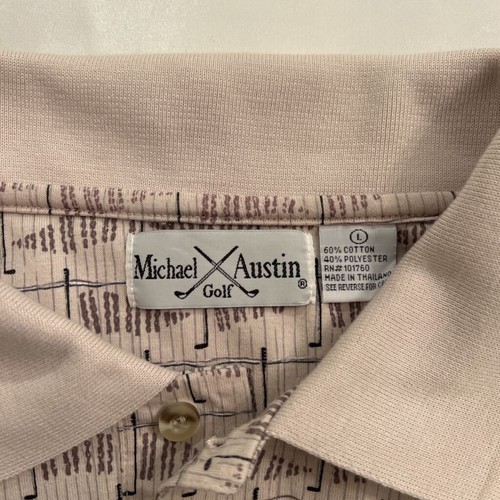 Michael Austin
Golf ®
L
60% COTTON
40% POLYESTER
RN# 101760
MADE IN THAILAND
SEE REVERSE FOR